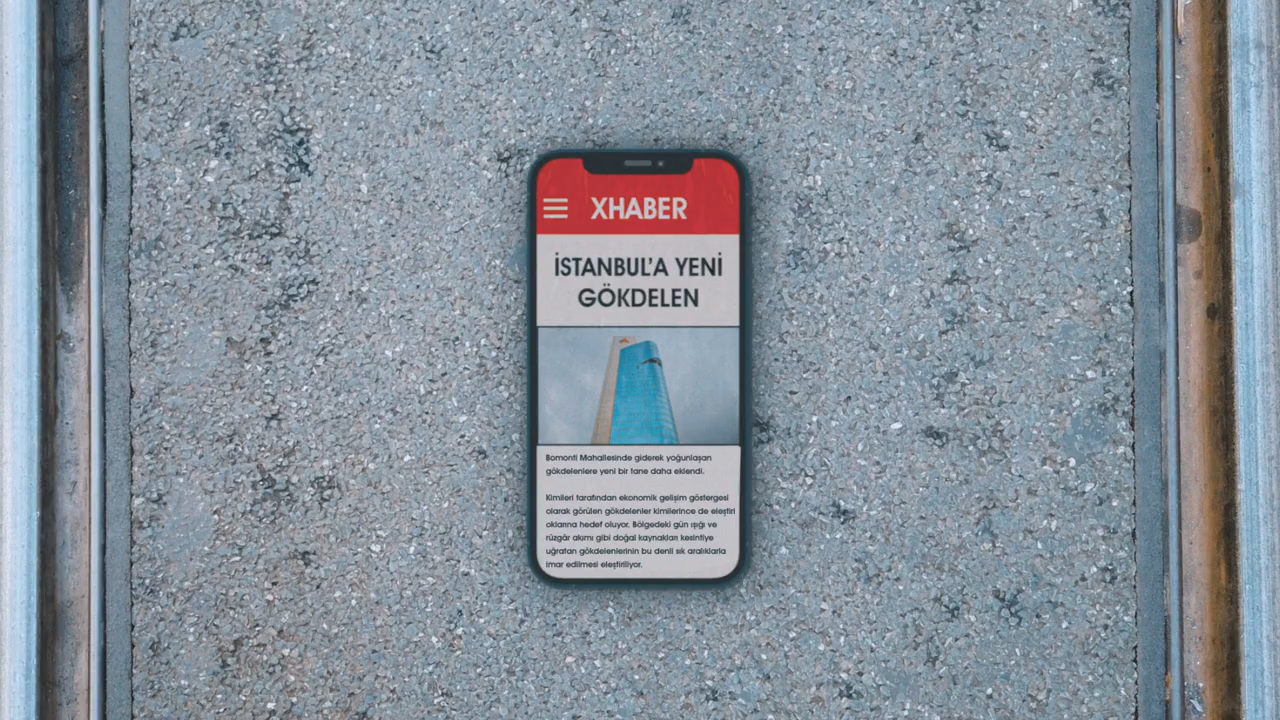 XHABER
İSTANBUL'A YENİ
GÖKDELEN
Bomonti Mahallesinde giderek yoğunlaşan
gökdelenlere yeni bir tane daha eklendi.
Kimileri tarafından ekonomik gelişim göstergesi
olarak görülen gökdelenler kimilerince de eleştiri
oklarına hedef oluyor. Bölgedeki gün ışığı ve
rüzgâr akımı gibi doğal kaynakları kesintiye
uğratan gökdelenlerinin bu denli sık aralıklarla
imar edilmesi eleştiriliyor.